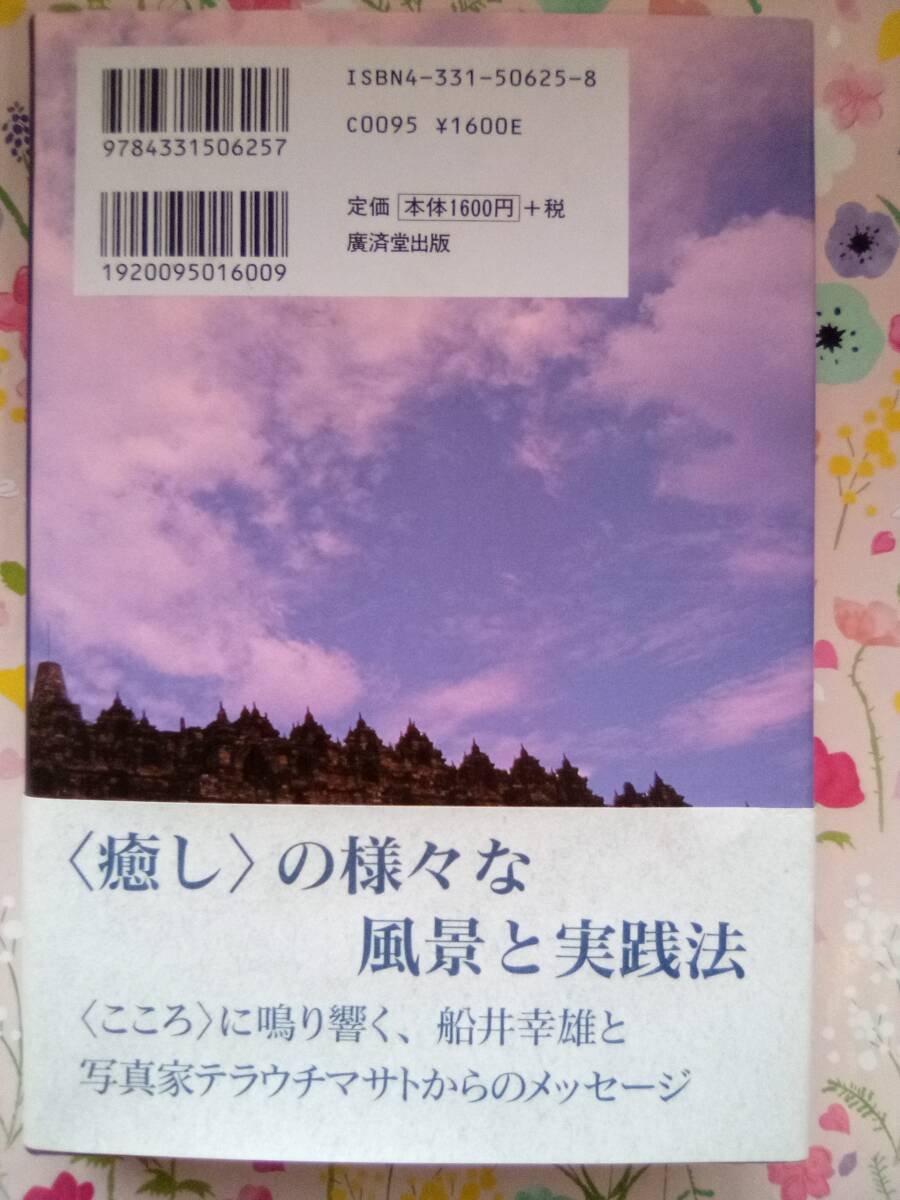 ISBN4-331-50625-8
C0095 ¥1600E
9784331506257
定価 本体1600円 +税
廣済堂出版
1920095016009
〈癒し〉の様々な
風景と実践法
〈こころ〉に鳴り響く、船井幸雄と
写真家テラウチマサトからのメッセージ